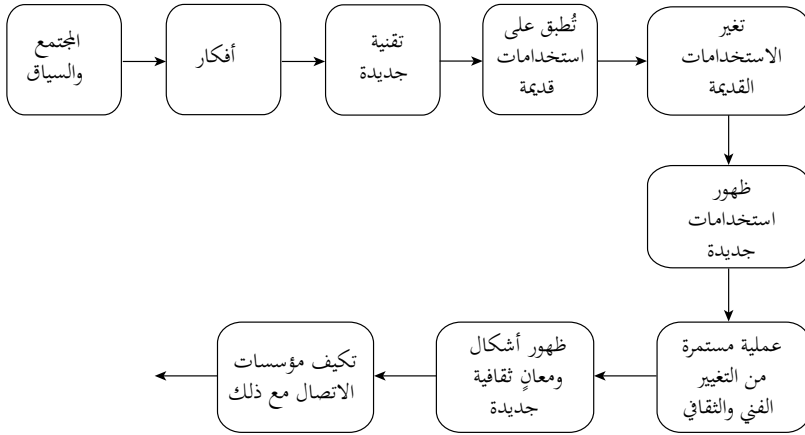 المجتمع
والسياق
أفكار
تقنية
جديدة
تُطبق على
استخدامات
قديمة
تغير
الاستخدامات
القديمة
ظهور
استخدامات
جديدة
عملية مستمرة
من التغيير
الفني والثقافي
ظهور أشكال
ومعانٍ ثقافية
جديدة
تكيف مؤسسات
الاتصال مع ذلك